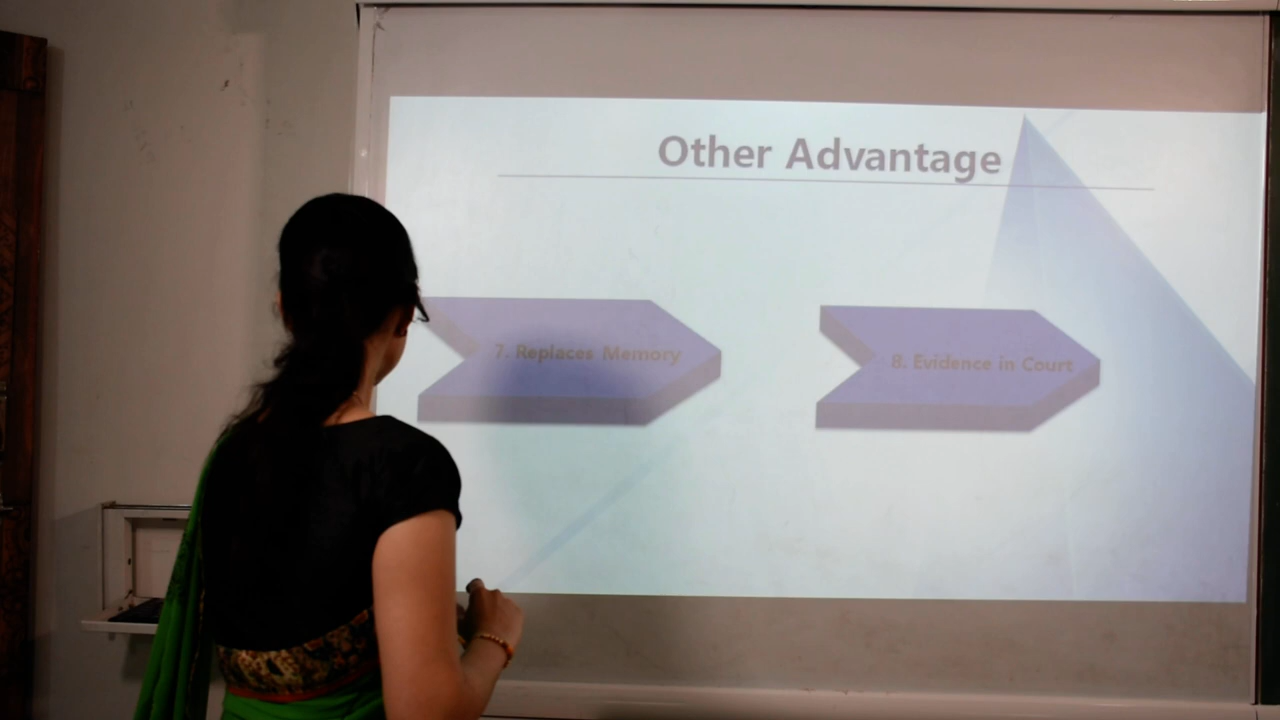 Other Advantage
7. Replaces Memory
8. Evidence in Court